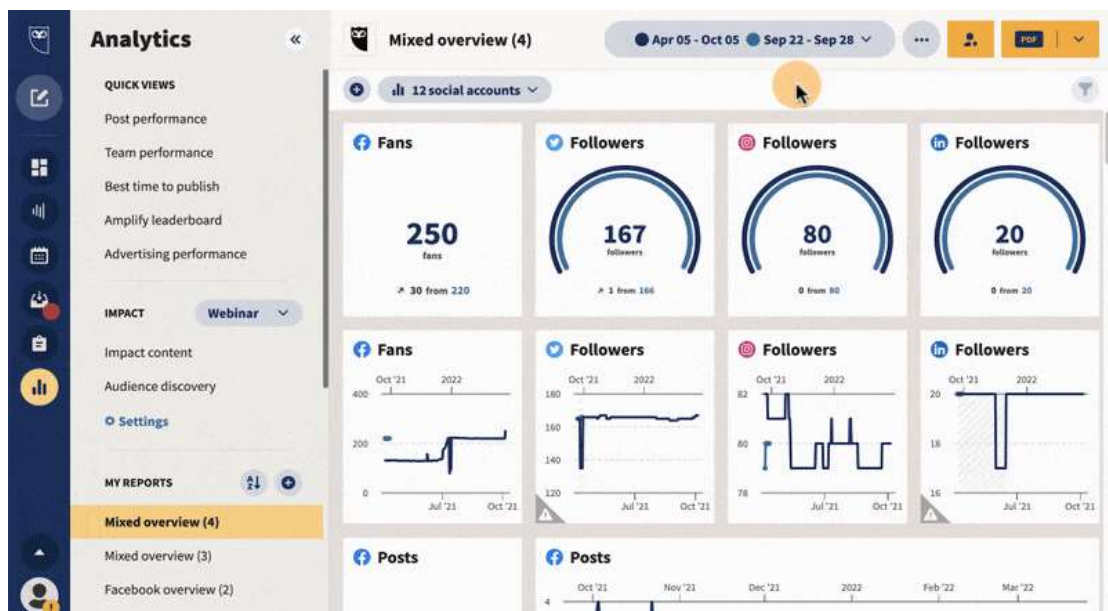 Analytics
«
QUICK VIEWS
Post performance
Team performance
Best time to publish
Amplify leaderboard
Advertising performance
IMPACT
Webinar
Impact content
Audience discovery
Settings
MY REPORTS
Mixed overview (4)
Mixed overview (3)
Facebook overview (2)
Mixed overview (4)
Apr 05 - Oct 05 Sep 22 - Sep 28
PDF
12 social accounts
Fans
250
fans
↗ 30 from 220
Followers
167
followers
↗ 1 from 166
Followers
80
followers
0 from 80
Followers
20
followers
0 from 20
Fans
Oct '21 2022
400
200
0
Jul '21 Oct '21
Followers
Oct '21 2022
180
160
140
120
Jul '21 Oct '21
Followers
Oct '21 2022
82
80
78
Jul '21 Oct '21
Followers
Oct '21 2022
20
18
16
Jul '21 Oct '21
Posts
Posts
Oct '21 Nov '21 Dec '21 2022 Feb '22 Mar '22
4